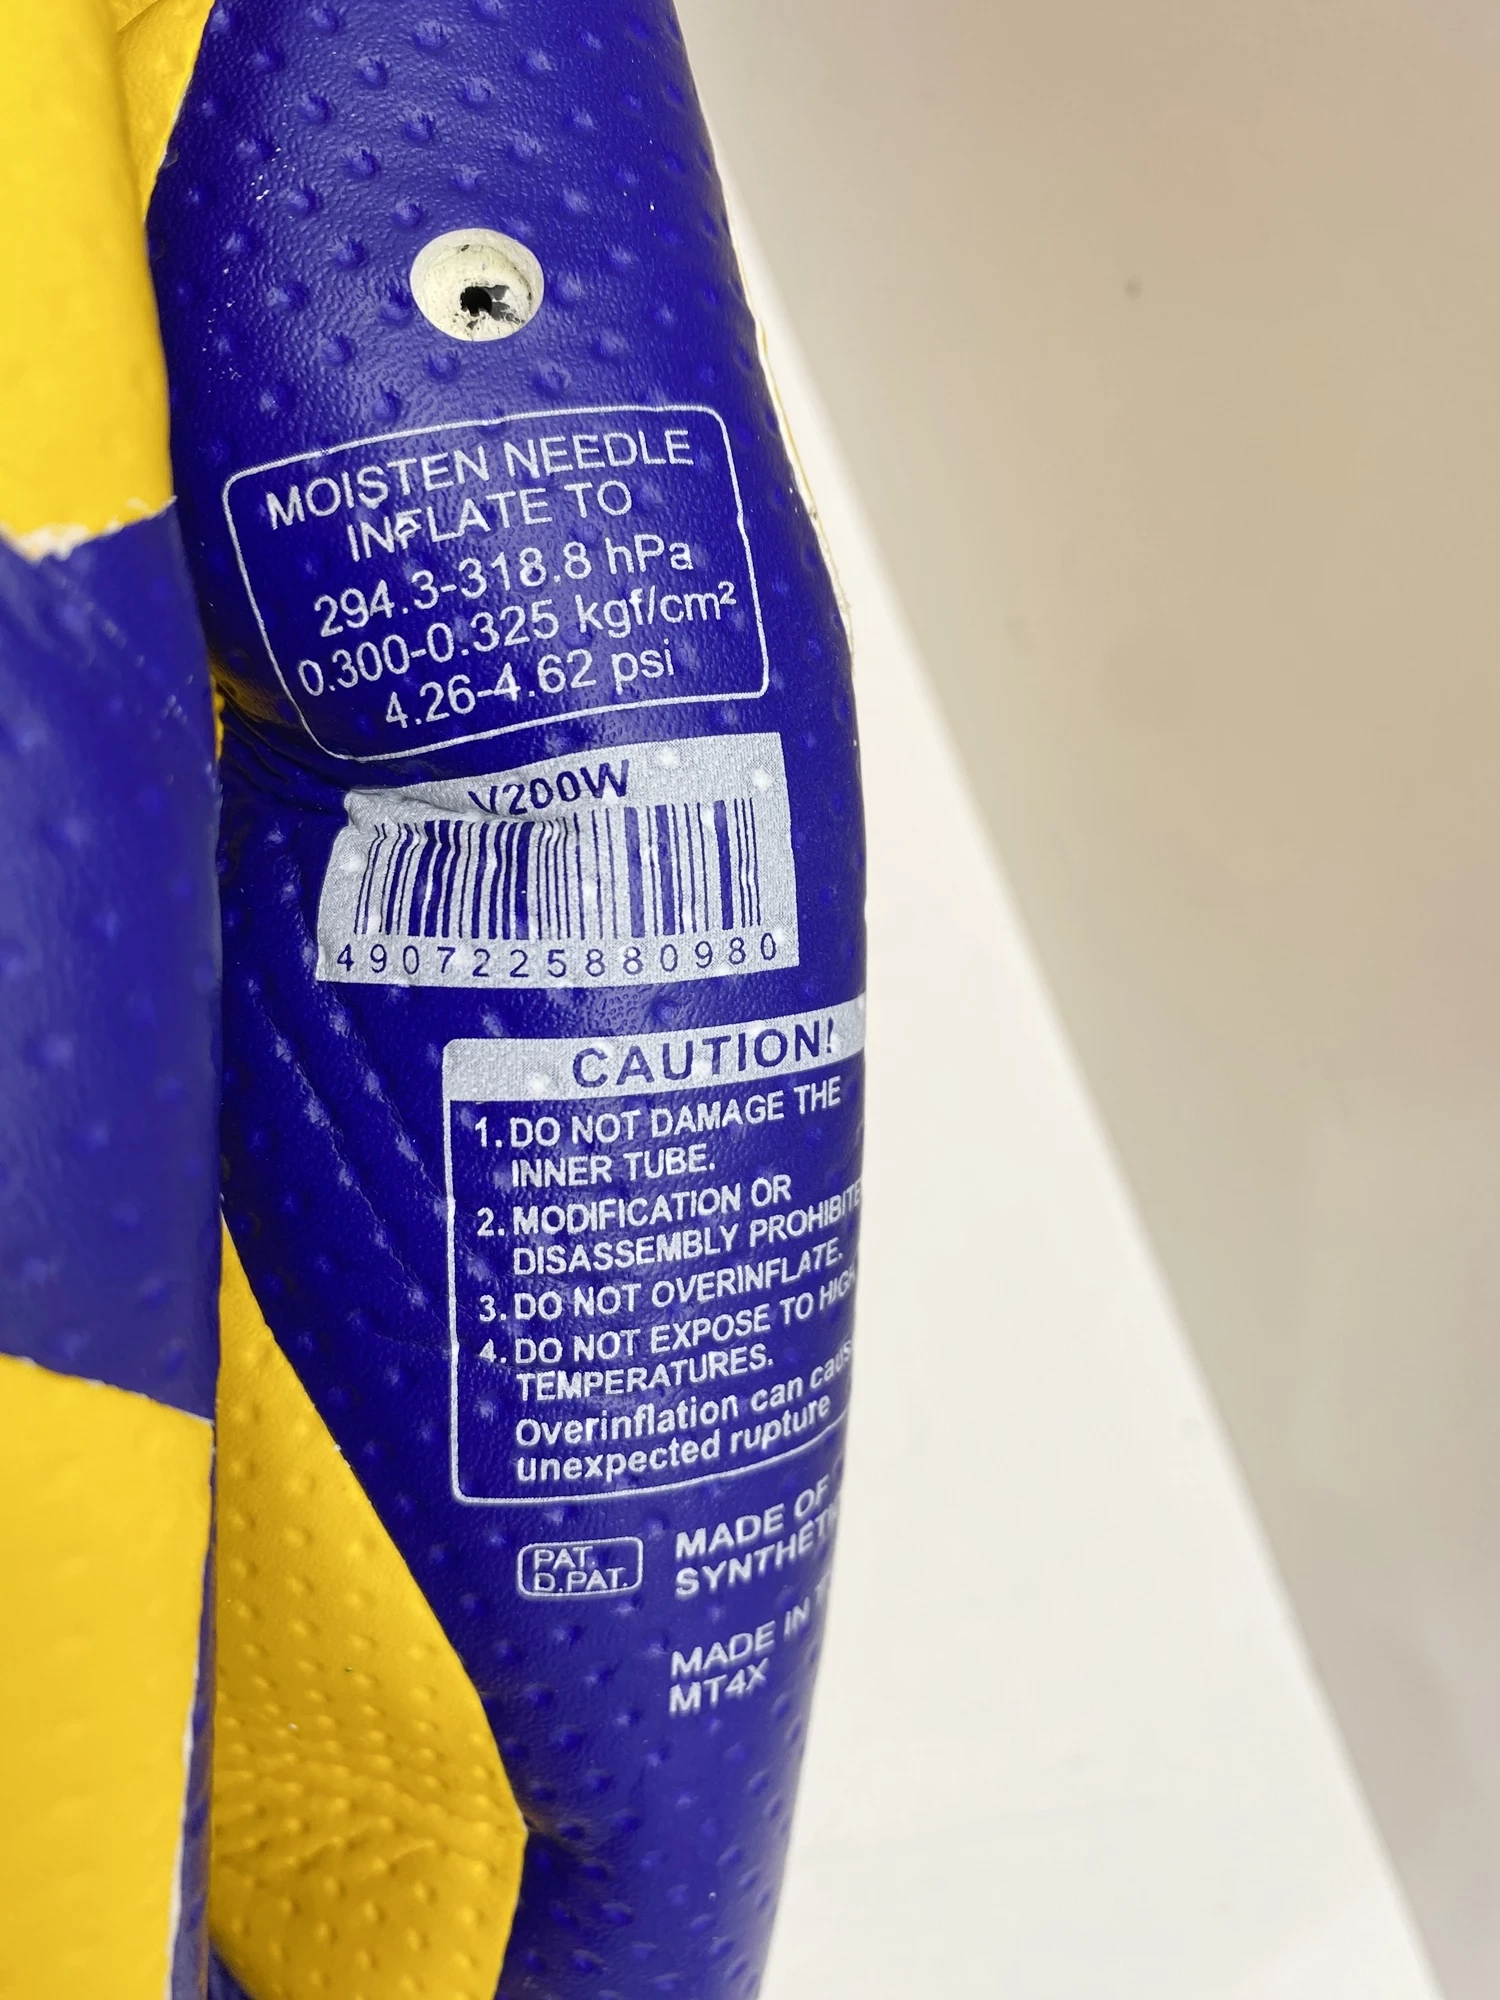 MOISTEN NEEDLE
INFLATE TO
294.3-318.8 hPa
0.300-0.325 kgf/cm²
4.26-4.62 psi
V200W
4907225880980
CAUTION!
1. DO NOT DAMAGE THE
INNER TUBE.
2. MODIFICATION OR
DISASSEMBLY
3. DO NOT OVERINFLATE.
4. DO NOT EXPOSE TO
TEMPERATURES.
Overinflation can
unexpected rupture
PAT.
D.PAT.
MADE OF
MADE IN
MT4X